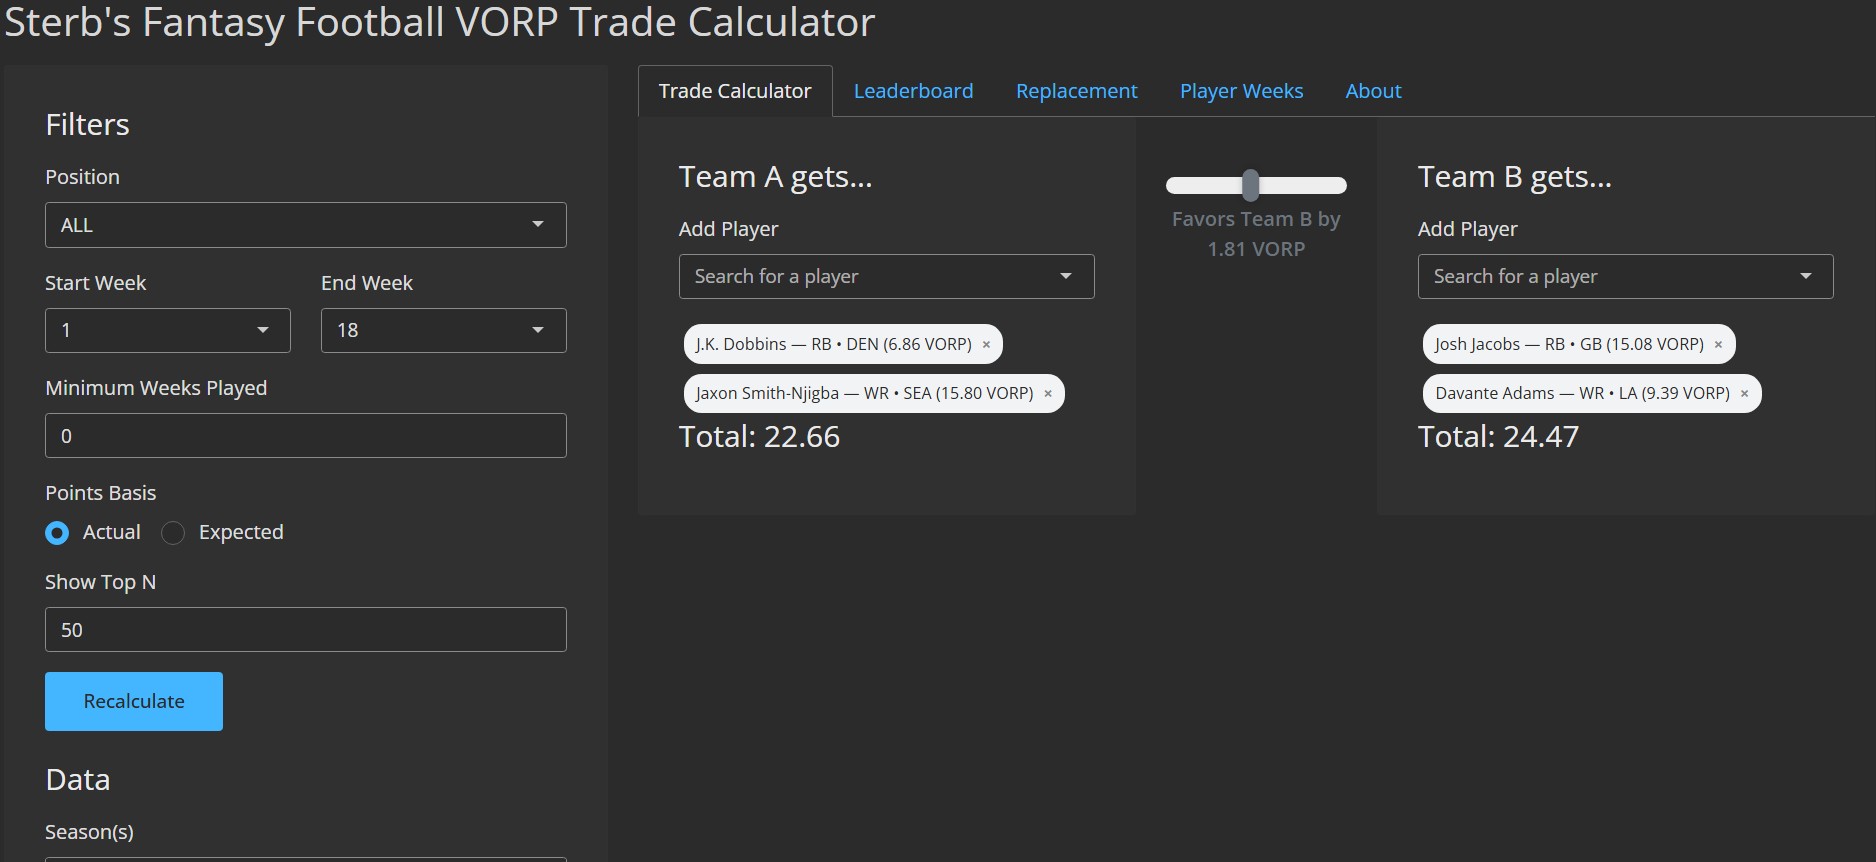 Sterb's Fantasy Football VORP Trade Calculator
Filters
Position
ALL
Start Week
End Week
1
18
Minimum Weeks Played
0
Points Basis
Actual
Expected
Show Top N
50
Recalculate
Data
Season(s)
Trade Calculator
Leaderboard
Replacement
Player Weeks
About
Team A gets...
Add Player
Search for a player
J.K. Dobbins — RB • DEN (6.86 VORP) ×
Jaxon Smith-Njigba — WR • SEA (15.80 VORP) ×
Total: 22.66
Favors Team B by
1.81 VORP
Team B gets...
Add Player
Search for a player
Josh Jacobs — RB • GB (15.08 VORP) ×
Davante Adams — WR • LA (9.39 VORP) ×
Total: 24.47